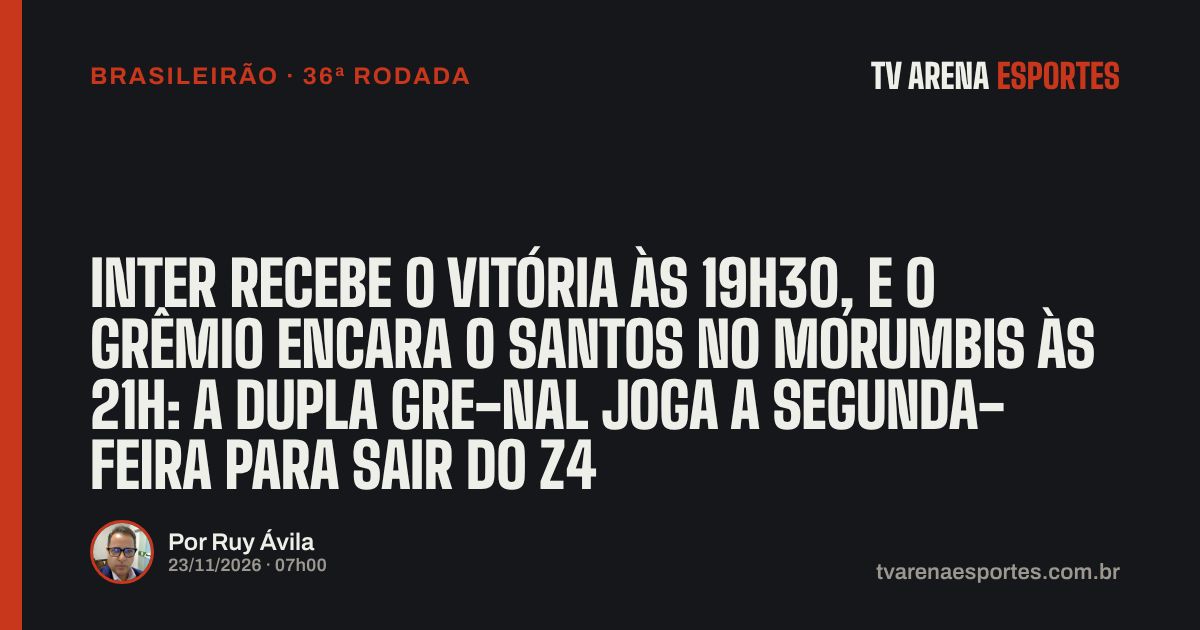 BRASILEIRÃO · 36ª RODADA
TV ARENA ESPORTES
INTER RECEBE O VITÓRIA ÀS 19H30, E O
GRÊMIO ENCARA O SANTOS NO MORUMBIS ÀS
21H: A DUPLA GRE-NAL JOGA A SEGUNDA-
FEIRA PARA SAIR DO Z4
Por Ruy Ávila
23/11/2026 · 07h00
tvarenaesportes.com.br